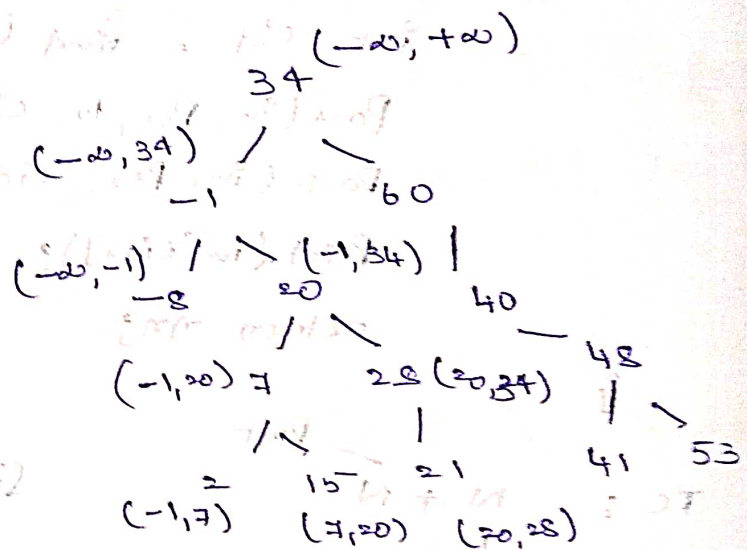 (-∞, +∞)
34
(-∞, 34)
-1 60
(-∞, -1) (-1, 34)
-8 20 40
48
(-1, 20) 7 28 (20, 34)
2 15 21 41 53
(-1, 7) (7, 20) (20, 28)